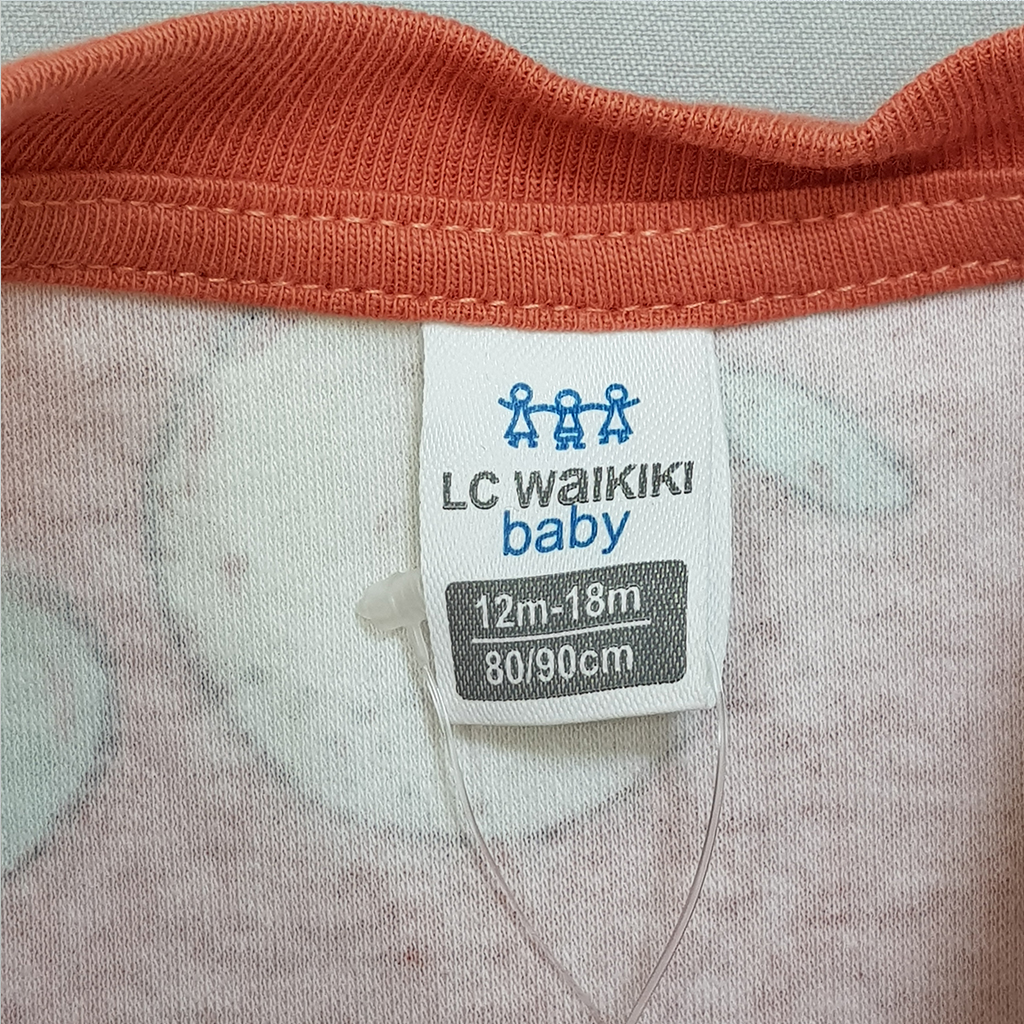 LC WAIKIKI
baby
12m-18m
80/90cm